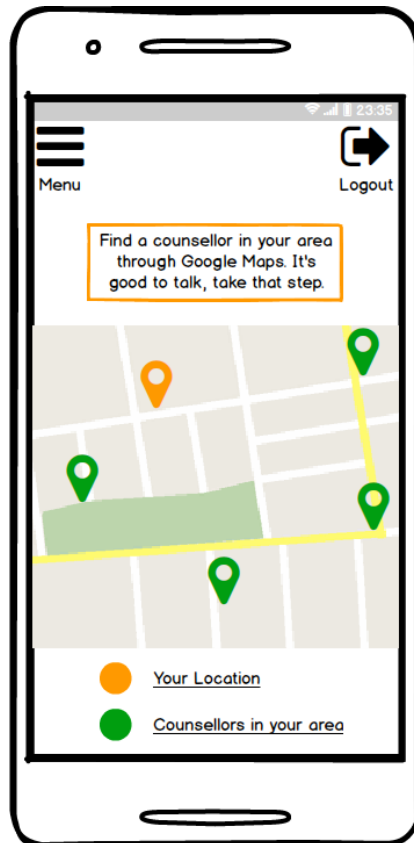 23:35
Menu
Logout
Find a counsellor in your area
through Google Maps. It's
good to talk, take that step.
Your Location
Counsellors in your area